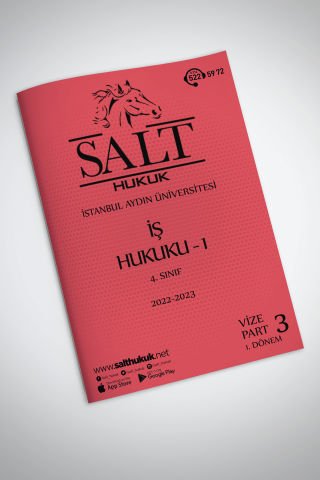 522 59 72
SALT
HUKUK
İSTANBUL AYDIN ÜNİVERSİTESİ
İŞ
HUKUKU - I
4. SINIF
2022-2023
VİZE
PART 3
1. DÖNEM
www.salthukuk.net
App Store
Google Play